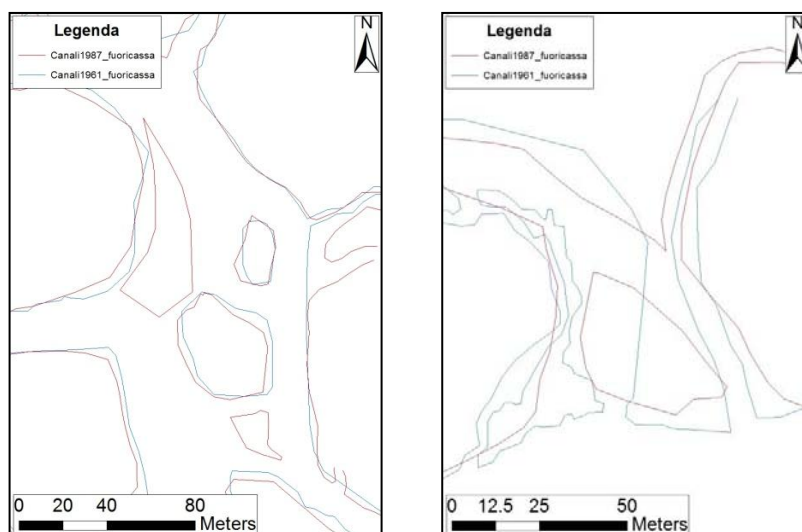 Legenda
Canali1987_fuoricassa
Canali1961_fuoricassa
N
0 20 40 80
Meters
Legenda
Canali1987_fuoricassa
Canali1961_fuoricassa
N
0 12.5 25 50
Meters